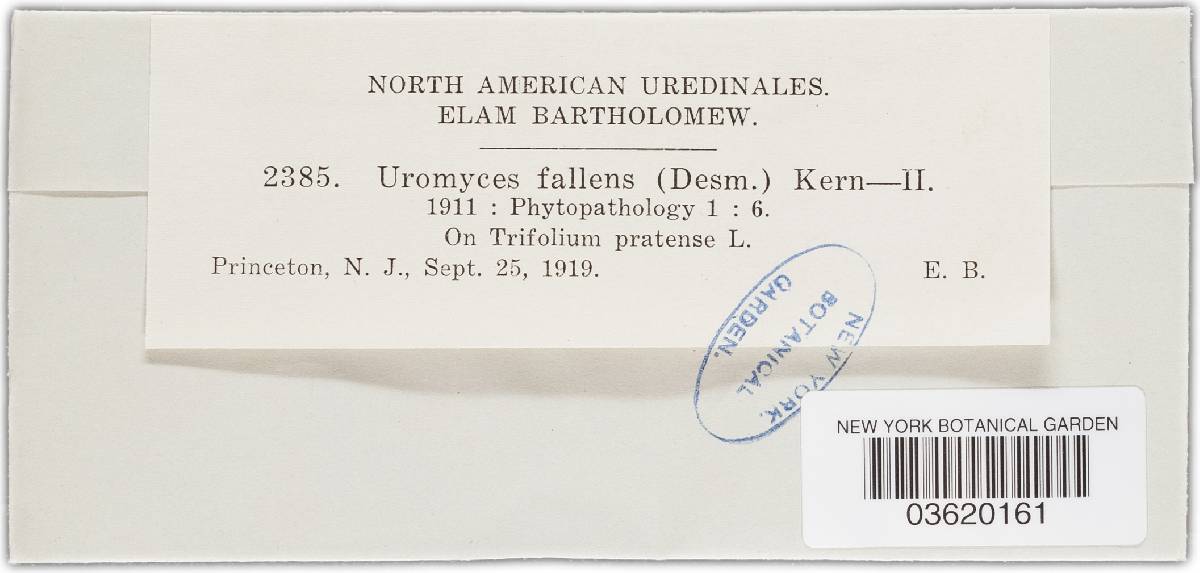 NORTH AMERICAN UREDINALES.
ELAM BARTHOLOMEW.
2385. Uromyces fallens (Desm.) Kern—II.
1911 : Phytopathology 1 : 6.
On Trifolium pratense L.
Princeton, N. J., Sept. 25, 1919. E. B.
NEW YORK
BOTANICAL
GARDEN.
NEW YORK BOTANICAL GARDEN
03620161